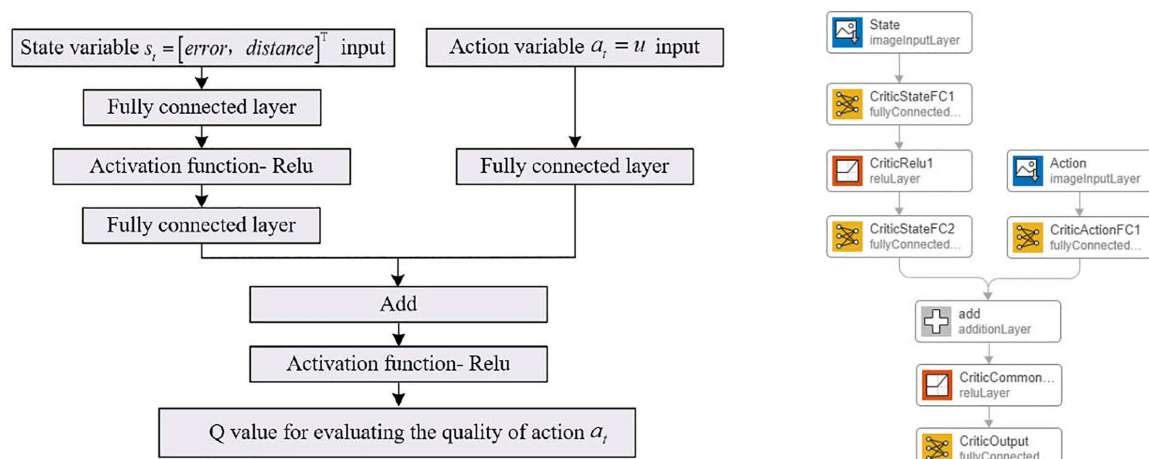 State variable s_t = [error, distance]^T input
Action variable a_t = u input
Fully connected layer
Activation function- Relu
Fully connected layer
Fully connected layer
Add
Activation function- Relu
Q value for evaluating the quality of action a_t
State
imageInputLayer
CriticStateFC1
fullyConnected...
CriticRelu1
reluLayer
Action
imageInputLayer
CriticStateFC2
fullyConnected...
CriticActionFC1
fullyConnected...
add
additionLayer
CriticCommon...
reluLayer
CriticOutput
fullyConnected